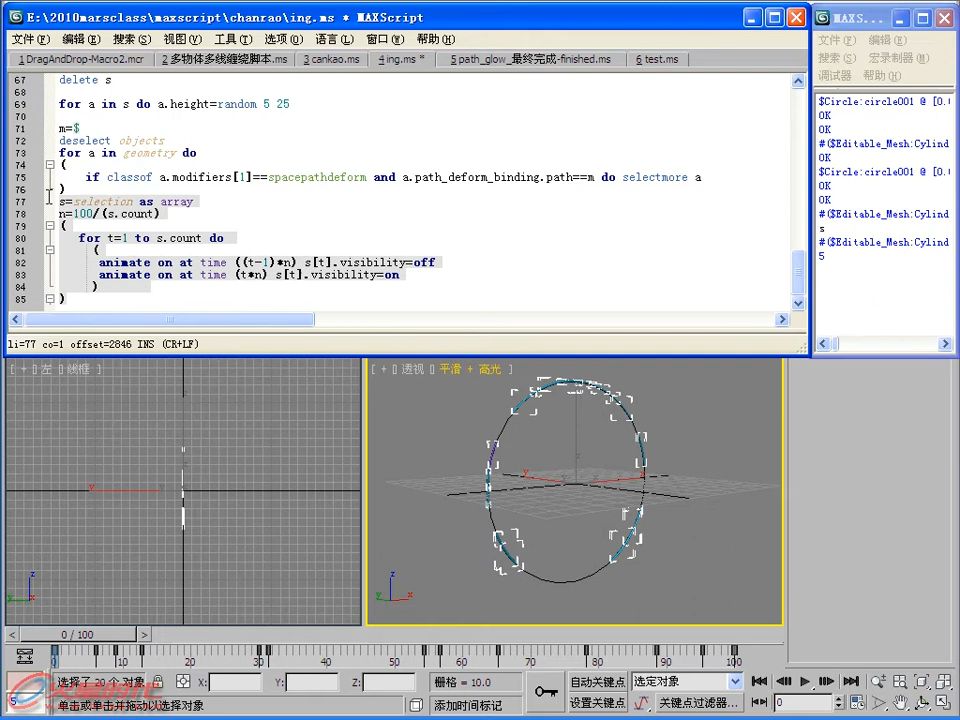 E:\2010marsclass\maxscript\chanrao\ing.ms * MAXScript
文件(F) 编辑(E) 搜索(S) 视图(V) 工具(T) 选项(O) 语言(L) 窗口(W) 帮助(H)
1 DragAndDrop-Macro2.mcr 2 多物体多线缠绕脚本.ms 3 cankao.ms 4 ing.ms * 5 path_glow_最终完成-finished.ms 6 test.ms
67 delete s
68
69 for a in s do a.height=random 5 25
70
71 m=$
72 deselect objects
73 for a in geometry do
74 (
75 if classof a.modifiers[1]==spacepathdeform and a.path_deform_binding.path==m do selectmore a
76 )
77 s=selection as array
78 n=100/(s.count)
79 (
80 for t=1 to s.count do
81 (
82 animate on at time ((t-1)*n) s[t].visibility=off
83 animate on at time (t*n) s[t].visibility=on
84 )
85 )
li=77 co=1 offset=2846 INS (CR+LF)
MAXS...
文件(F) 编辑(E)
搜索(S) 宏录制器(M)
调试器 帮助(H)
$Circle:circle001 @ [0.
OK
OK
#($Editable_Mesh:Cylind
OK
$Circle:circle001 @ [0.
OK
OK
#($Editable_Mesh:Cylind
s
#($Editable_Mesh:Cylind
5
[ + ] 左 [ ] 线框 ]
[ + ] 透视 [ ] 平滑 + 高光 ]
y
z
y x
y x
z
y x
< 0 / 100 >
0 10 20 30 40 50 60 70 80 90 100
5
选择了 20 个 对象 X: Y: Z: 栅格 = 10.0 自动关键点 选定对象
单击或单击并拖动以选择对象 添加时间标记 设置关键点 关键点过滤器... 0
火星时代